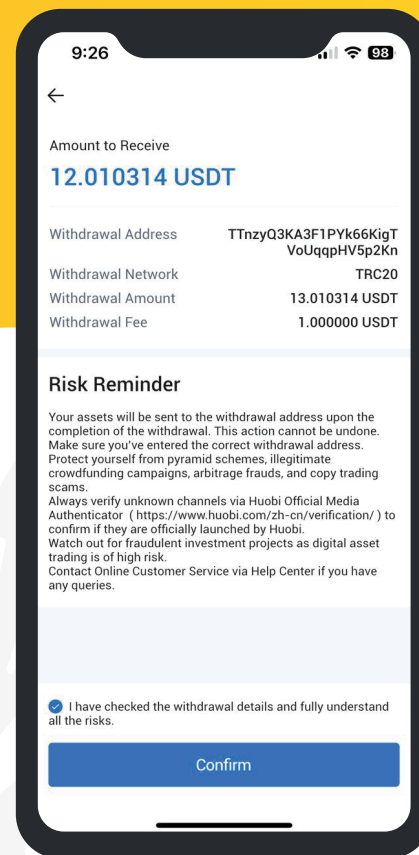 9:26
98
Amount to Receive
12.010314 USDT
Withdrawal Address TTnzyQ3KA3F1PYk66KigT
VoUqqpHV5p2Kn
Withdrawal Network TRC20
Withdrawal Amount 13.010314 USDT
Withdrawal Fee 1.000000 USDT
Risk Reminder
Your assets will be sent to the withdrawal address upon the
completion of the withdrawal. This action cannot be undone.
Make sure you've entered the correct withdrawal address.
Protect yourself from pyramid schemes, illegitimate
crowdfunding campaigns, arbitrage frauds, and copy trading
scams.
Always verify unknown channels via Huobi Official Media
Authenticator ( https://www.huobi.com/zh-cn/verification/ ) to
confirm if they are officially launched by Huobi.
Watch out for fraudulent investment projects as digital asset
trading is of high risk.
Contact Online Customer Service via Help Center if you have
any queries.
I have checked the withdrawal details and fully understand
all the risks.
Confirm